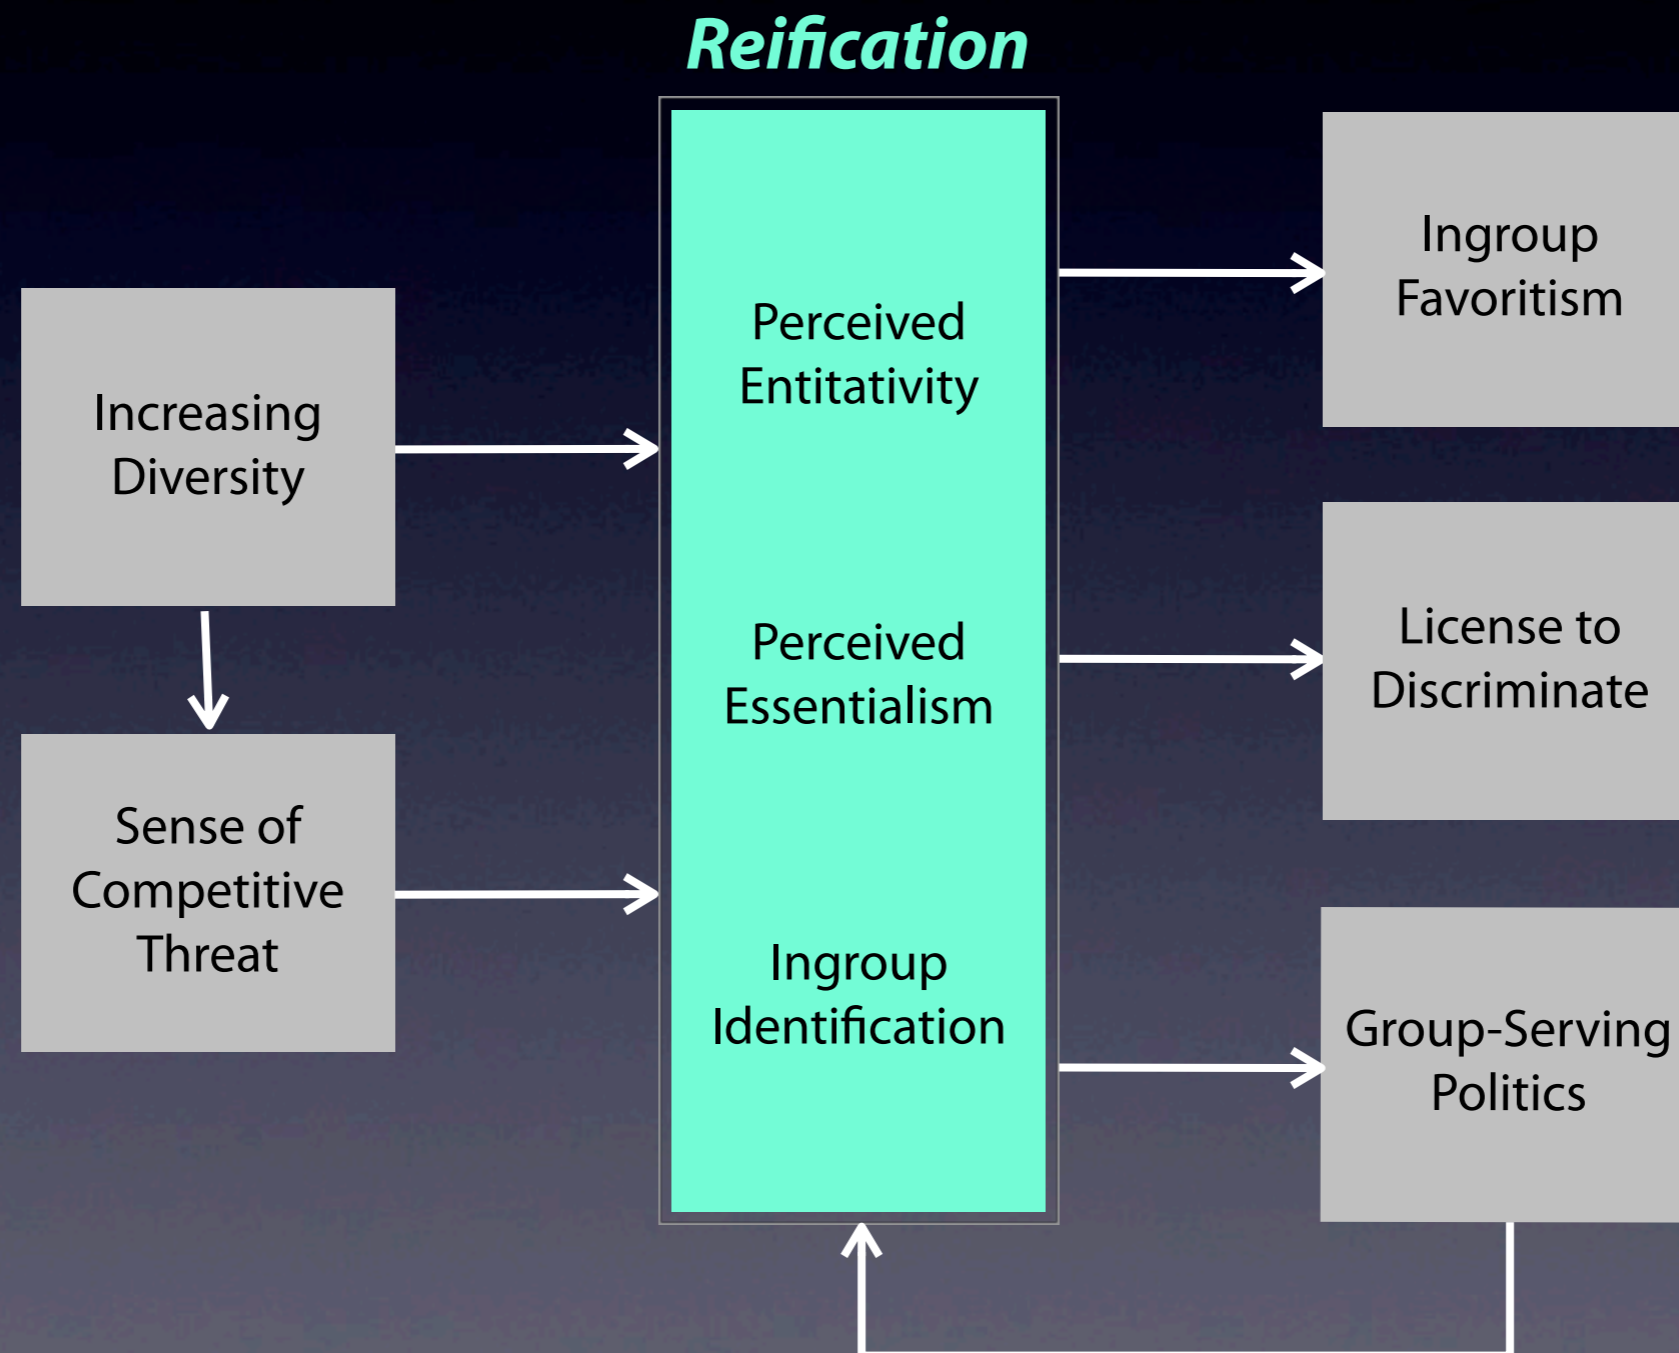 Reification
Increasing
Diversity
Sense of
Competitive
Threat
Perceived
Entitativity
Perceived
Essentialism
Ingroup
Identification
Ingroup
Favoritism
License to
Discriminate
Group-Serving
Politics